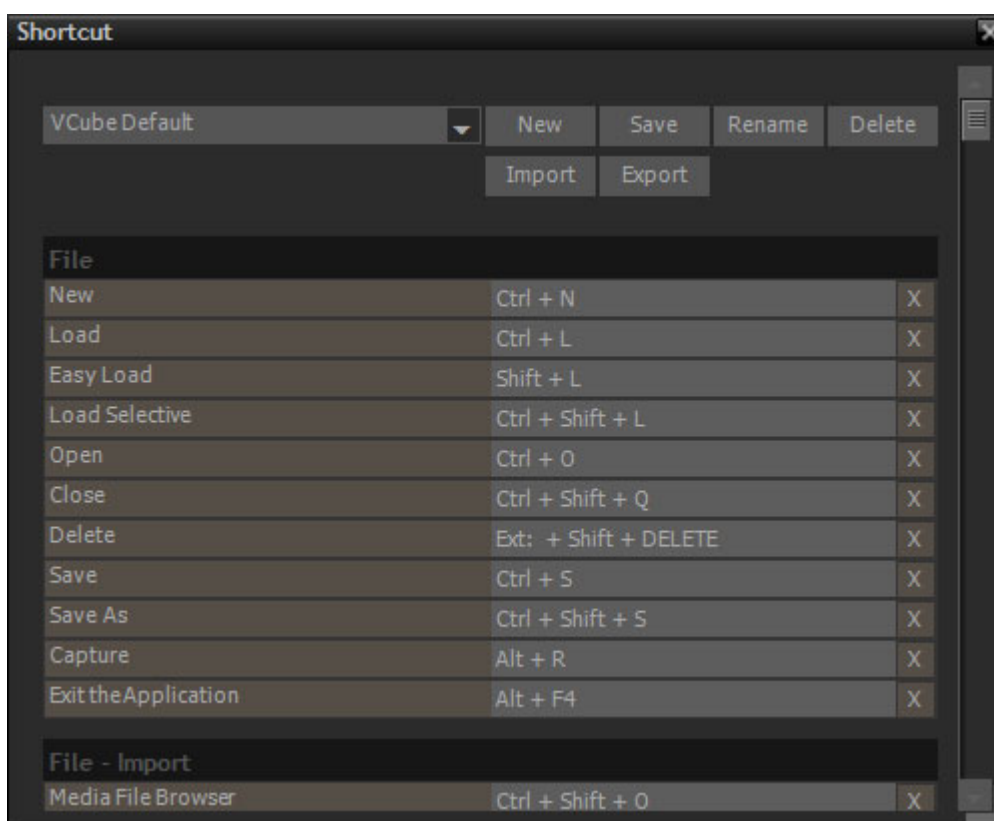 Shortcut
VCube Default
New Save Rename Delete
Import Export
File
New Ctrl + N X
Load Ctrl + L X
Easy Load Shift + L X
Load Selective Ctrl + Shift + L X
Open Ctrl + O X
Close Ctrl + Shift + Q X
Delete Ext: + Shift + DELETE X
Save Ctrl + S X
Save As Ctrl + Shift + S X
Capture Alt + R X
Exit the Application Alt + F4 X
File - Import
Media File Browser Ctrl + Shift + O X